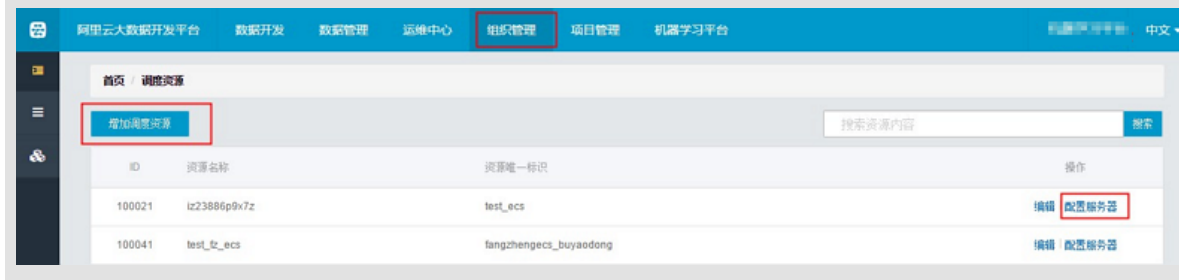 阿里云大数据开发平台 数据开发 数据管理 运维中心 组织管理 项目管理 机器学习平台 中文
首页 / 调度资源
增加调度资源 搜索资源内容 搜索
ID 资源名称 资源唯一标识 操作
100021 iz23886p9x7z test_ecs 编辑 配置服务器
100041 test_fz_ecs fangzhengecs_buyaodong 编辑 配置服务器